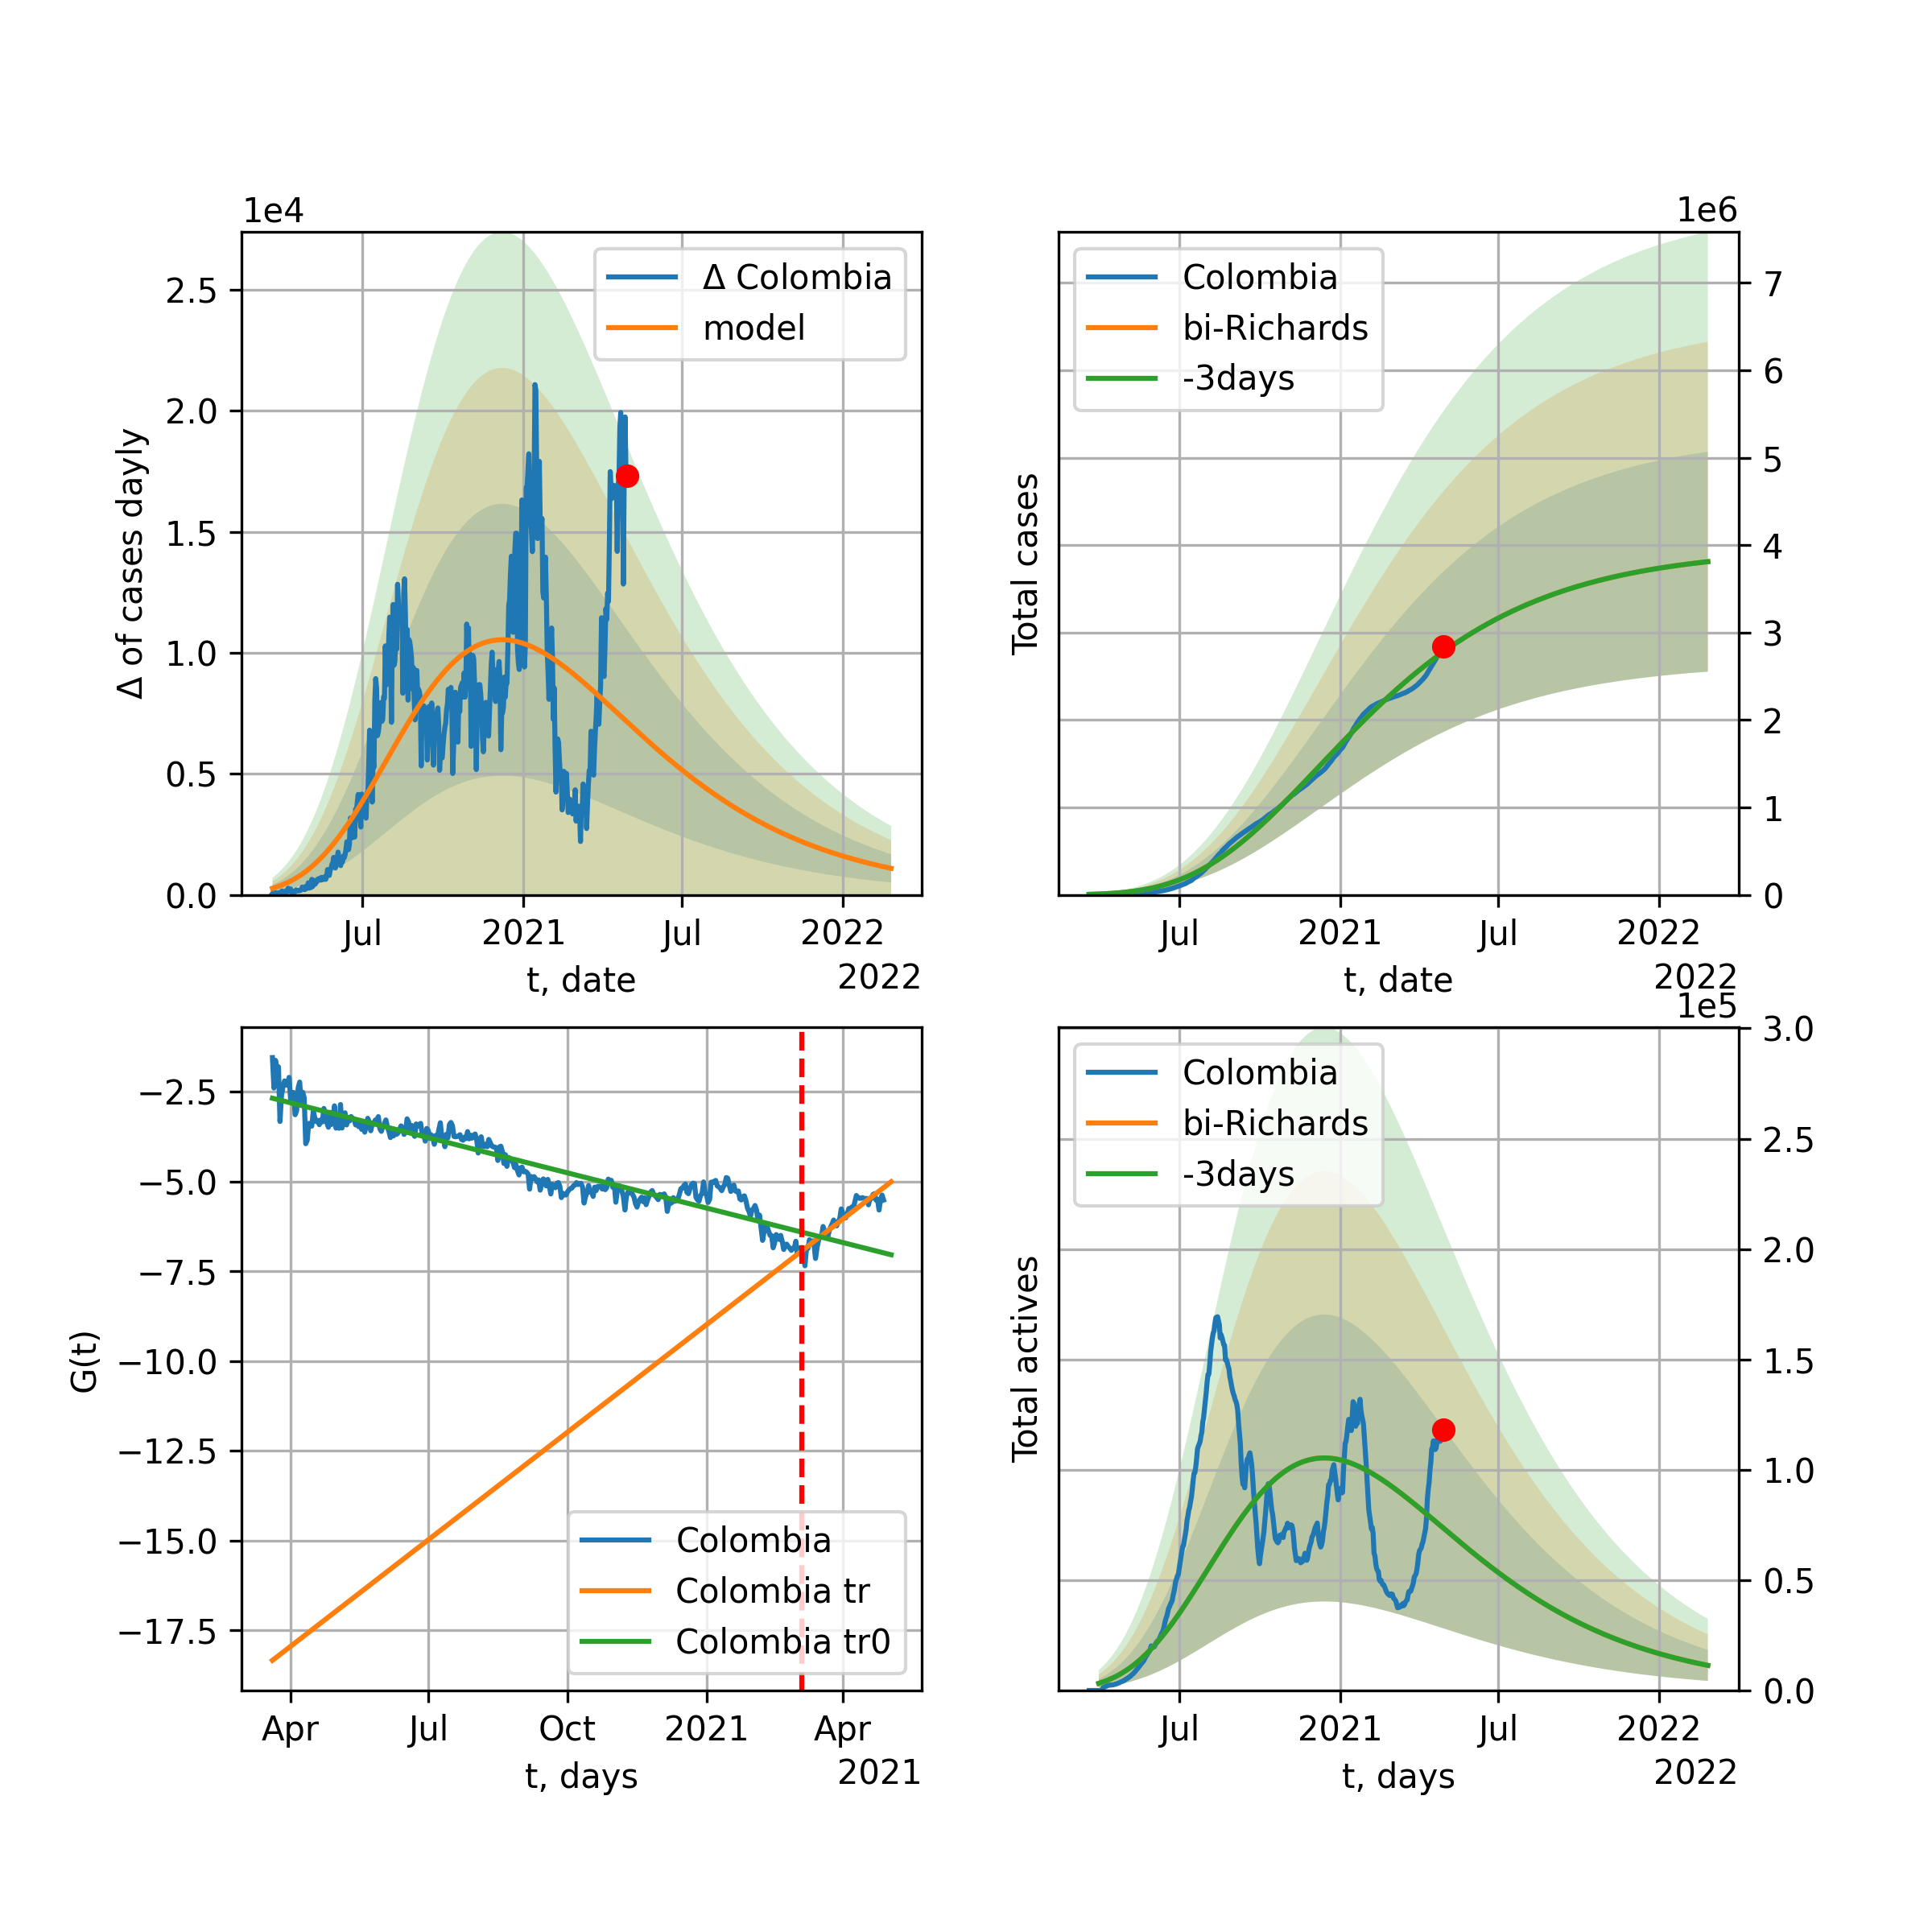 1e4
2.5
2.0
1.5
1.0
0.5
0.0
Δ of cases dayly
Δ Colombia
model
Jul 2021 Jul 2022
t, date
2022
1e6
7
6
5
4
3
2
1
0
Total cases
Colombia
bi-Richards
-3days
Jul 2021 Jul 2022
t, date
2022
−2.5
−5.0
−7.5
−10.0
−12.5
−15.0
−17.5
G(t)
Colombia
Colombia tr
Colombia tr0
Apr Jul Oct 2021 Apr
t, days
2021
1e5
3.0
2.5
2.0
1.5
1.0
0.5
0.0
Total actives
Colombia
bi-Richards
-3days
Jul 2021 Jul 2022
t, days
2022